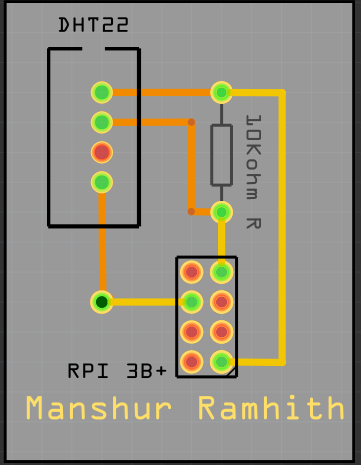 DHT22
10Kohm R
RPI 3B+
Manshur Ramhith